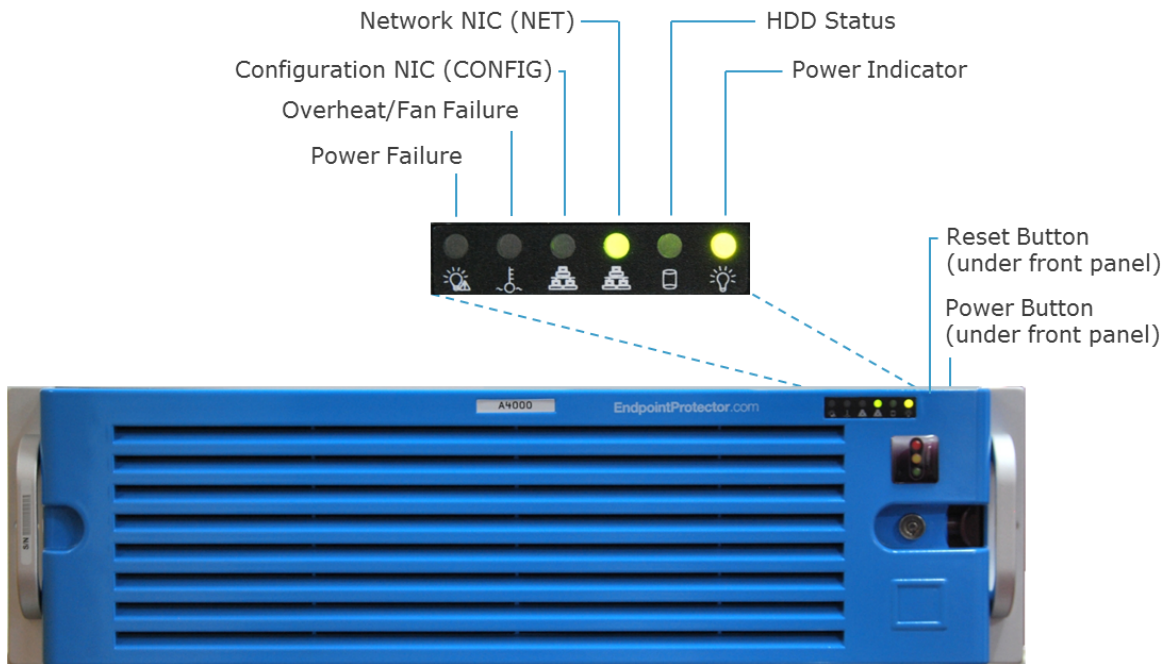 Network NIC (NET)
HDD Status
Configuration NIC (CONFIG)
Power Indicator
Overheat/Fan Failure
Power Failure
Reset Button
(under front panel)
Power Button
(under front panel)
A4000
EndpointProtector.com
S/N